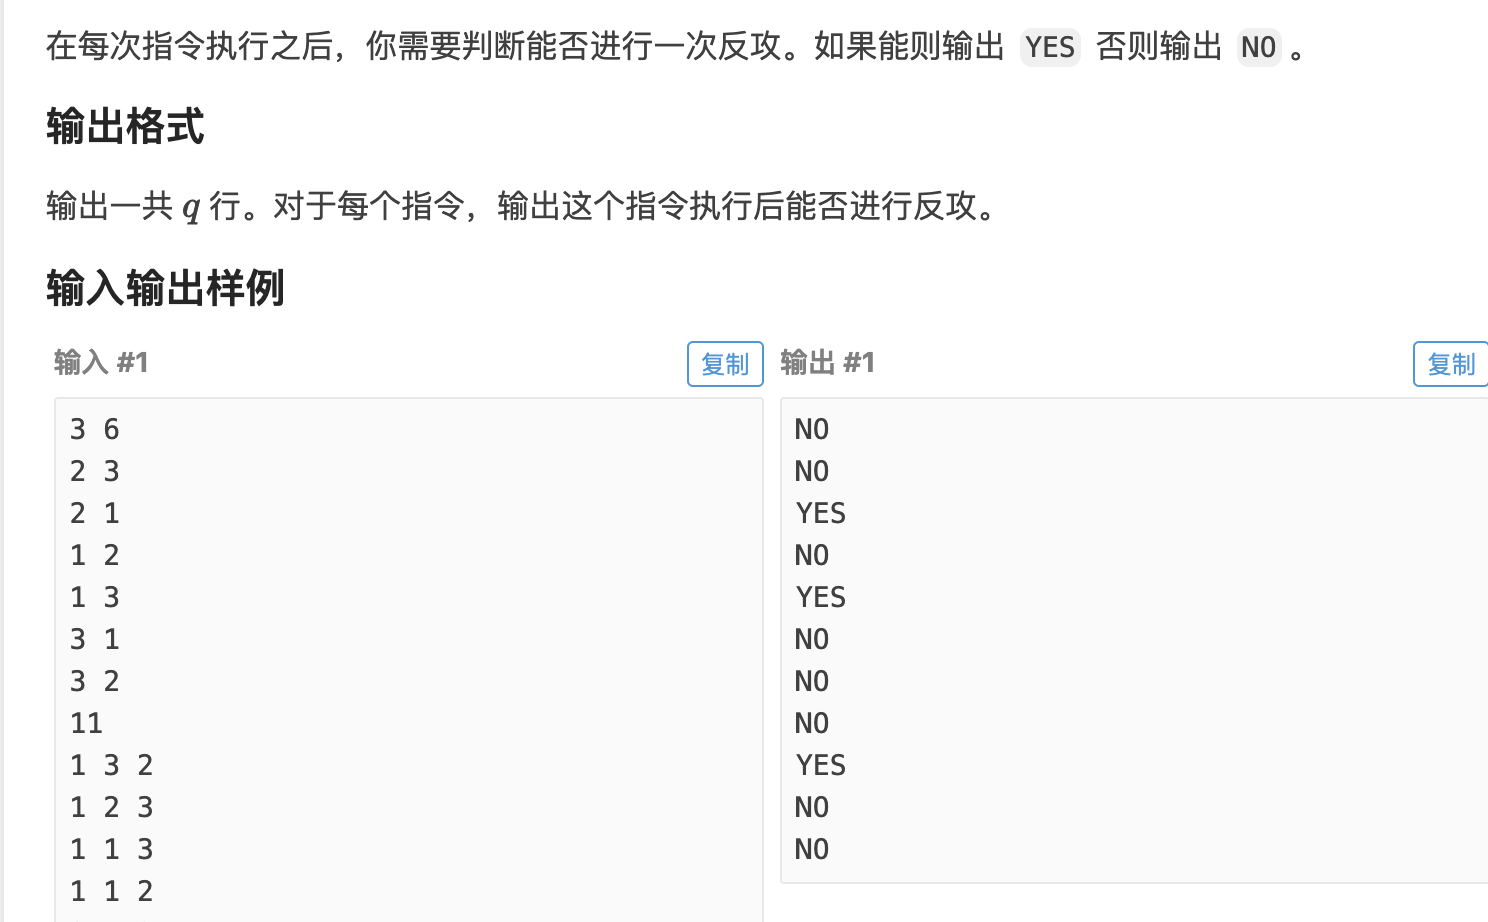 在每次指令执行之后，你需要判断能否进行一次反攻。如果能则输出 YES 否则输出 NO 。
输出格式
输出一共 q 行。对于每个指令，输出这个指令执行后能否进行反攻。
输入输出样例
输入 #1
复制
3 6
2 3
2 1
1 2
1 3
3 1
3 2
11
1 3 2
1 2 3
1 1 3
1 1 2
输出 #1
复制
NO
NO
YES
NO
YES
NO
NO
NO
YES
NO
NO